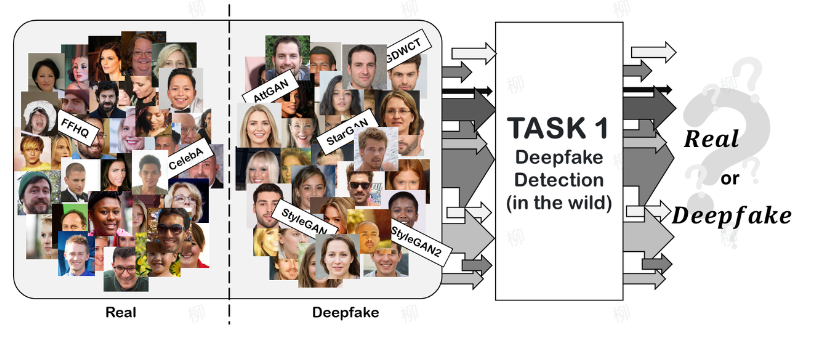 GDWCT
AttGAN
StarGAN
FFHQ
CelebA
StyleGAN
StyleGAN2
Real
Deepfake
TASK 1
Deepfake
Detection
(in the wild)
Real
or
Deepfake
柳